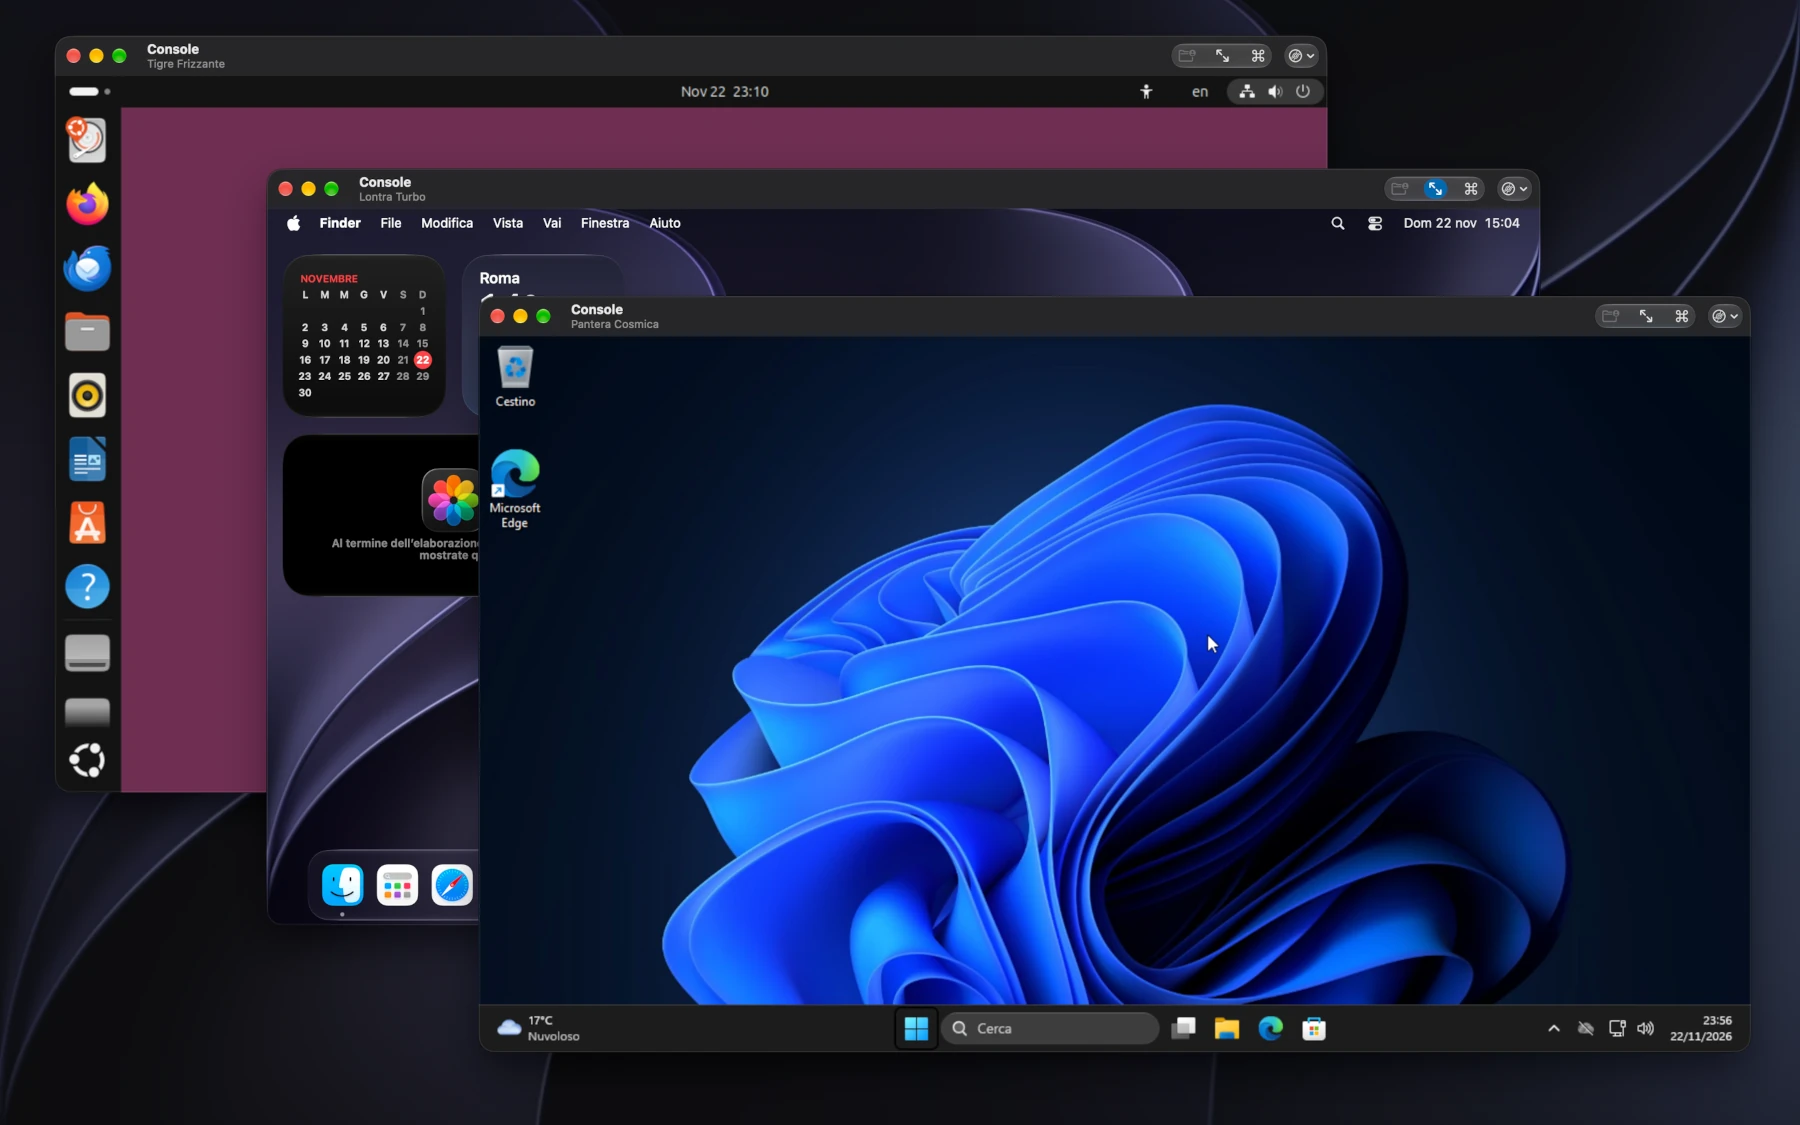 Console
Tigre Frizzante
Nov 22 23:10
en
Console
Lontra Turbo
Finder File Modifica Vista Vai Finestra Aiuto
Dom 22 nov 15:04
NOVEMBRE
L M M G V S D
1
2 3 4 5 6 7 8
9 10 11 12 13 14 15
16 17 18 19 20 21 22
23 24 25 26 27 28 29
30
Roma
Al termine dell'elaborazion
mostrate q
Console
Pantera Cosmica
Cestino
Microsoft
Edge
17°C
Nuvoloso
Cerca
23:56
22/11/2026